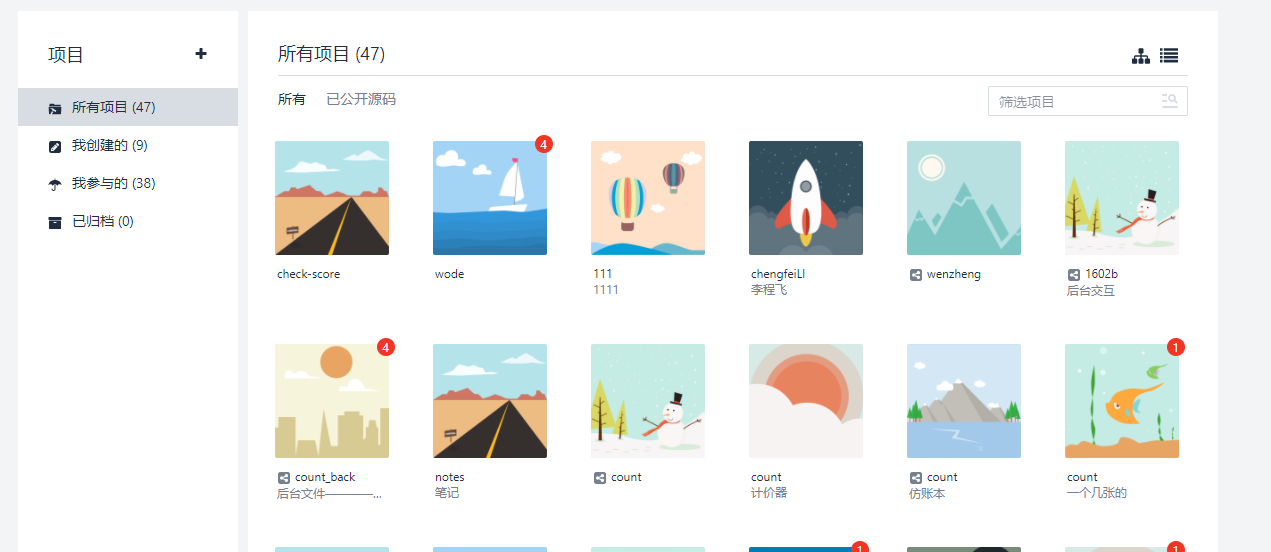 项目
所有项目 (47)
我创建的 (9)
我参与的 (38)
已归档 (0)
所有项目 (47)
所有 已公开源码
筛选项目
4
check-score wode 111 chengfeiLI wenzheng 1602b
1111 李程飞 后台交互
4 1
count_back notes count count count count
后台文件————... 笔记 计价器 仿账本 一个几张的
1 1